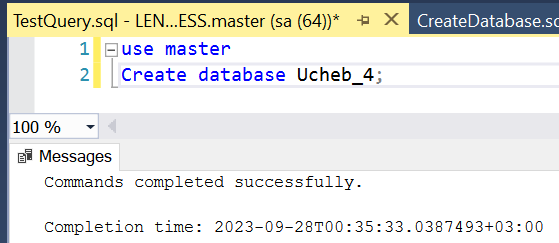 TestQuery.sql - LEN...ESS.master (sa (64))* CreateDatabase.sq
1 use master
2 Create database Ucheb_4;
100 %
Messages
Commands completed successfully.
Completion time: 2023-09-28T00:35:33.0387493+03:00